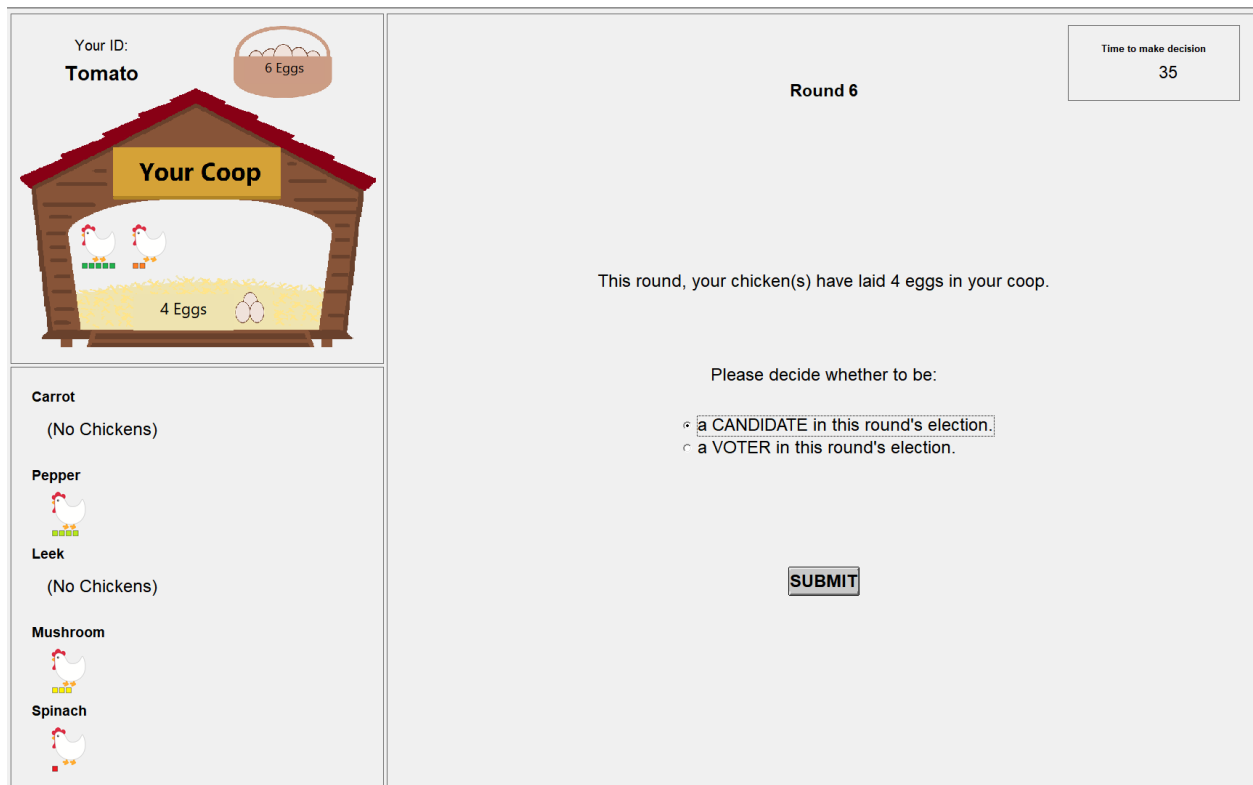 Your ID:
Tomato
6 Eggs
Your Coop
4 Eggs
Carrot
(No Chickens)
Pepper
Leek
(No Chickens)
Mushroom
Spinach
Time to make decision
35
Round 6
This round, your chicken(s) have laid 4 eggs in your coop.
Please decide whether to be:
a CANDIDATE in this round's election.
a VOTER in this round's election.
SUBMIT